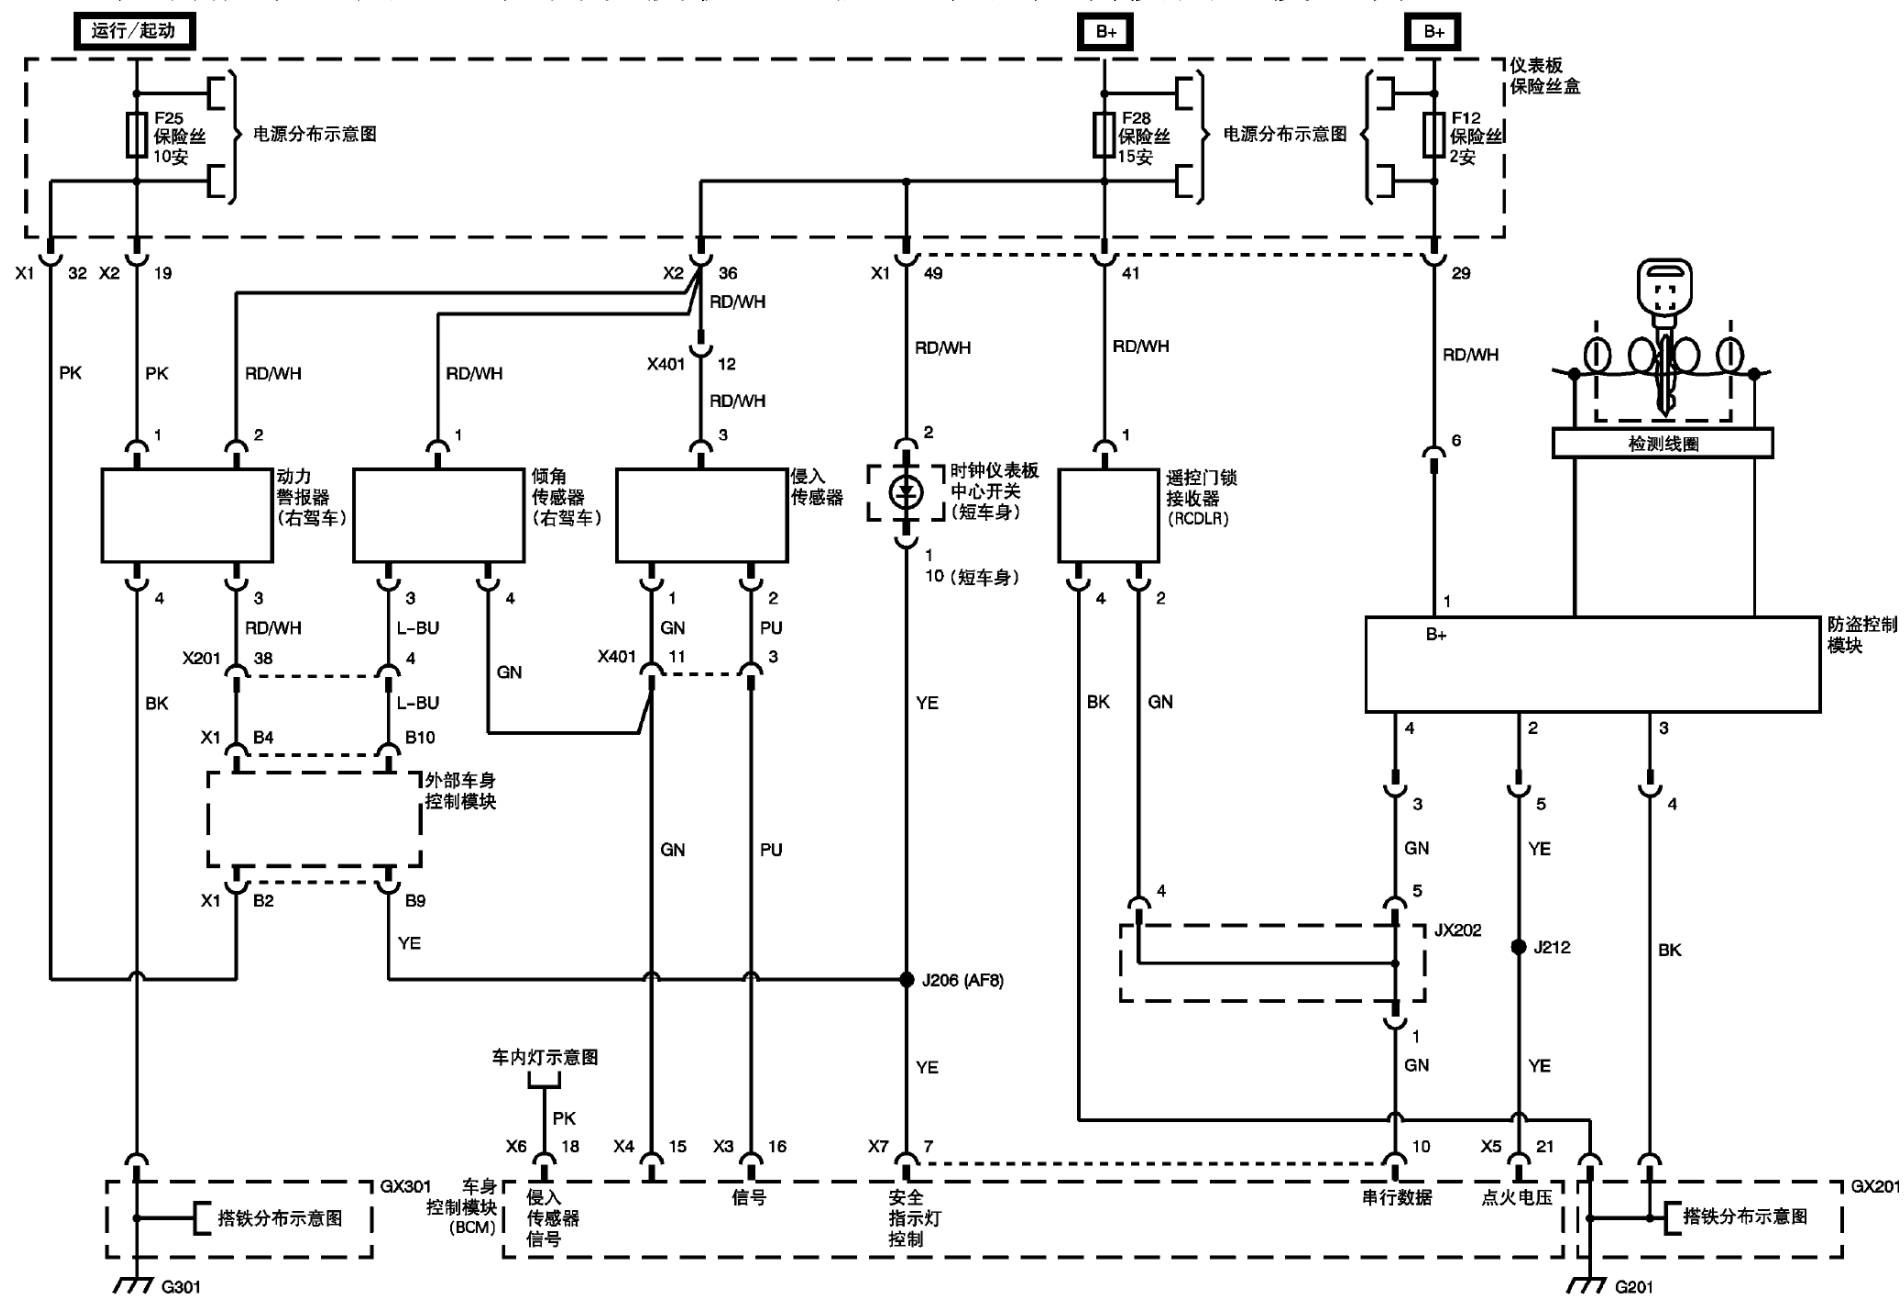 运行/起动
B+
B+
仪表板
保险丝盒
F25
保险丝
10安
电源分布示意图
F28
保险丝
15安
电源分布示意图
F12
保险丝
2安
X1 32 X2 19
X2 36
X1 49
41
29
RD/WH
X401 12
RD/WH
PK
PK
RD/WH
RD/WH
RD/WH
RD/WH
RD/WH
1
2
1
3
2
1
6
检测线圈
动力
警报器
(右驾车)
倾角
传感器
(右驾车)
侵入
传感器
时钟仪表板
中心开关
(短车身)
1
10 (短车身)
遥控门锁
接收器
(RCDLR)
4
3
3
4
1
2
4
2
1
B+
防盗控制
模块
RD/WH
L-BU
GN
PU
X201 38
4
X401 11
3
GN
BK
L-BU
YE
BK
GN
4
2
3
X1 B4
B10
外部车身
控制模块
3
5
4
GN
PU
GN
YE
X1 B2
B9
4
5
YE
JX202
J212
BK
J206 (AF8)
1
车内灯示意图
PK
YE
GN
YE
X6 18
X4 15
X3 16
X7 7
10
X5 21
GX301
搭铁分布示意图
G301
车身
控制模块
(BCM)
侵入
传感器
信号
信号
安全
指示灯
控制
串行数据
点火电压
GX201
搭铁分布示意图
G201